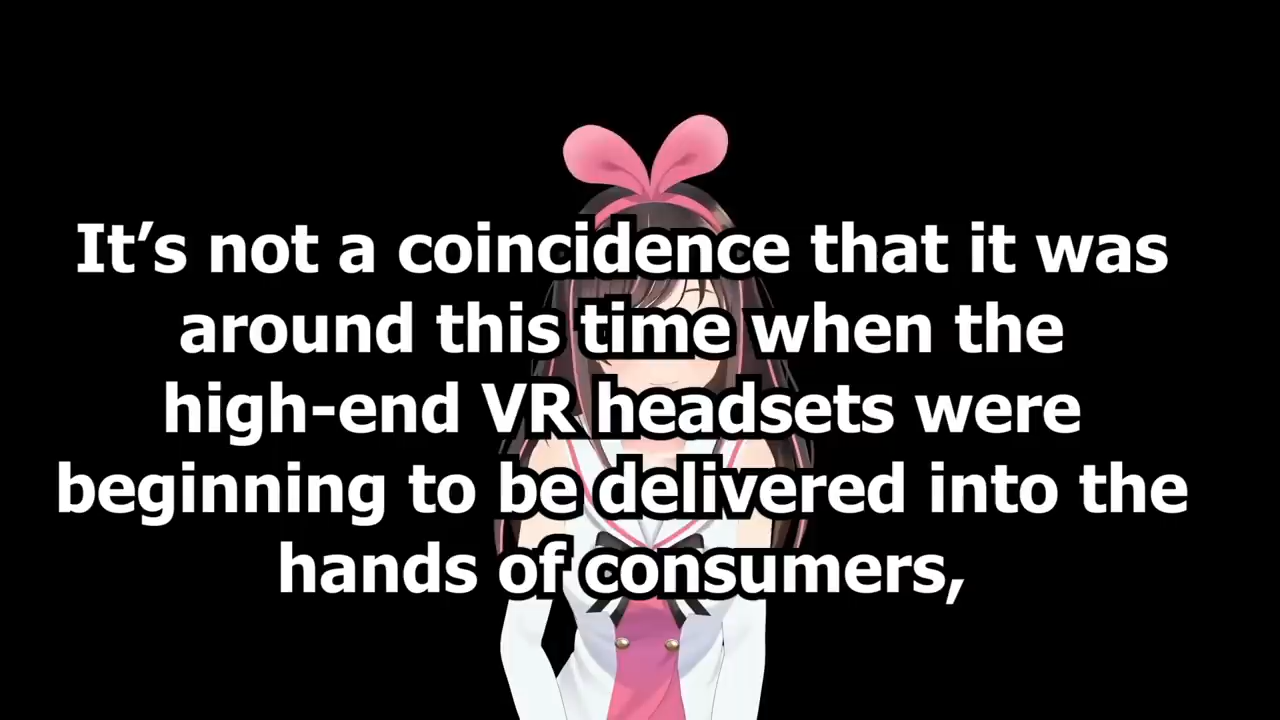 It’s not a coincidence that it was
around this time when the
high-end VR headsets were
beginning to be delivered into the
hands of consumers,